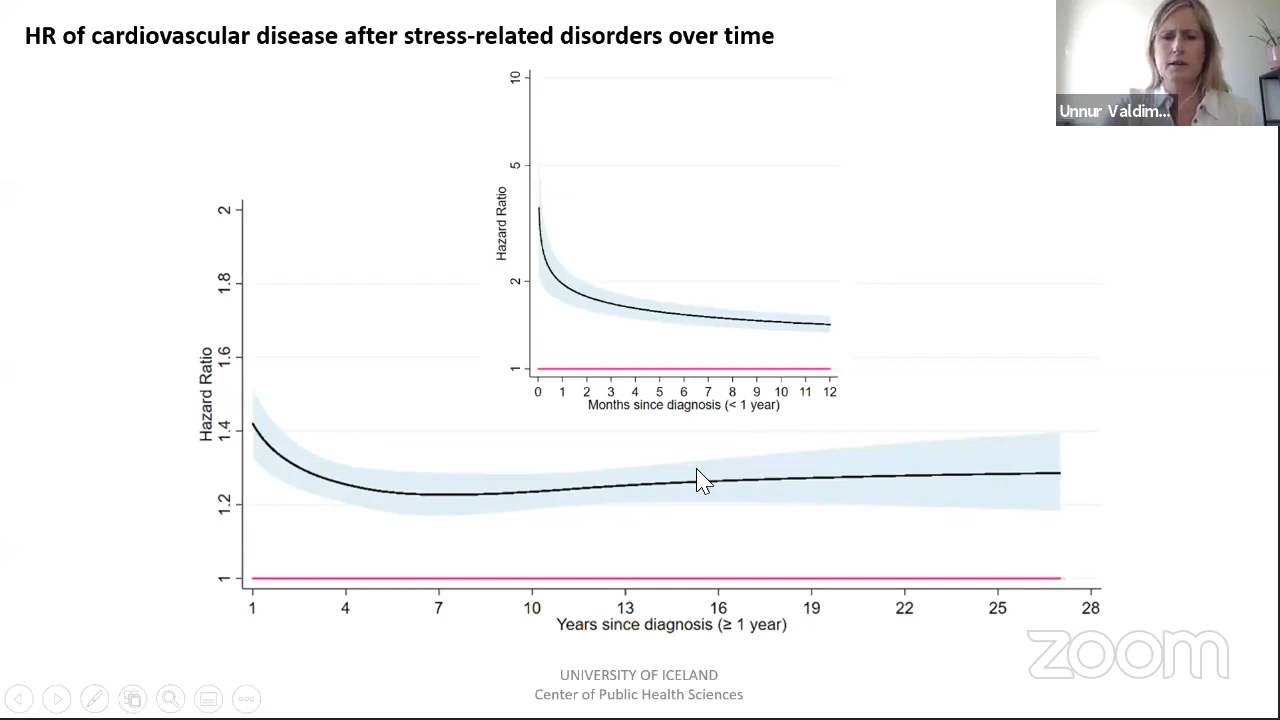 HR of cardiovascular disease after stress-related disorders over time
Unnur Valdim...
10
5
2
1
Hazard Ratio
0 1 2 3 4 5 6 7 8 9 10 11 12
Months since diagnosis (< 1 year)
2
1.8
1.6
1.4
1.2
1
Hazard Ratio
1 4 7 10 13 16 19 22 25 28
Years since diagnosis (≥ 1 year)
zoom
UNIVERSITY OF ICELAND
Center of Public Health Sciences